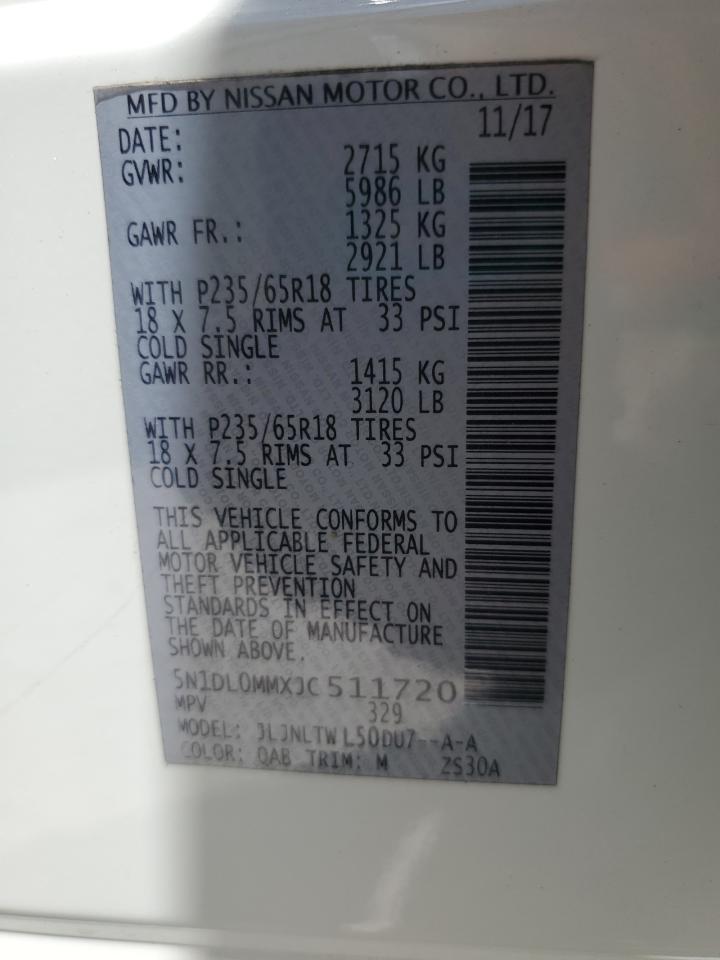 MFD BY NISSAN MOTOR CO., LTD.
DATE: 11/17
GVWR: 2715 KG
5986 LB
GAWR FR.: 1325 KG
2921 LB
WITH P235/65R18 TIRES
18 X 7.5 RIMS AT 33 PSI
COLD SINGLE
GAWR RR.: 1415 KG
3120 LB
WITH P235/65R18 TIRES
18 X 7.5 RIMS AT 33 PSI
COLD SINGLE
THIS VEHICLE CONFORMS TO
ALL APPLICABLE FEDERAL
MOTOR VEHICLE SAFETY AND
THEFT PREVENTION
STANDARDS IN EFFECT ON
THE DATE OF MANUFACTURE
SHOWN ABOVE.
5N1DL0MMXJC511720
MPV 329
MODEL: JLJNLTWL50DU7--A-A
COLOR: QAB TRIM: M ZS30A